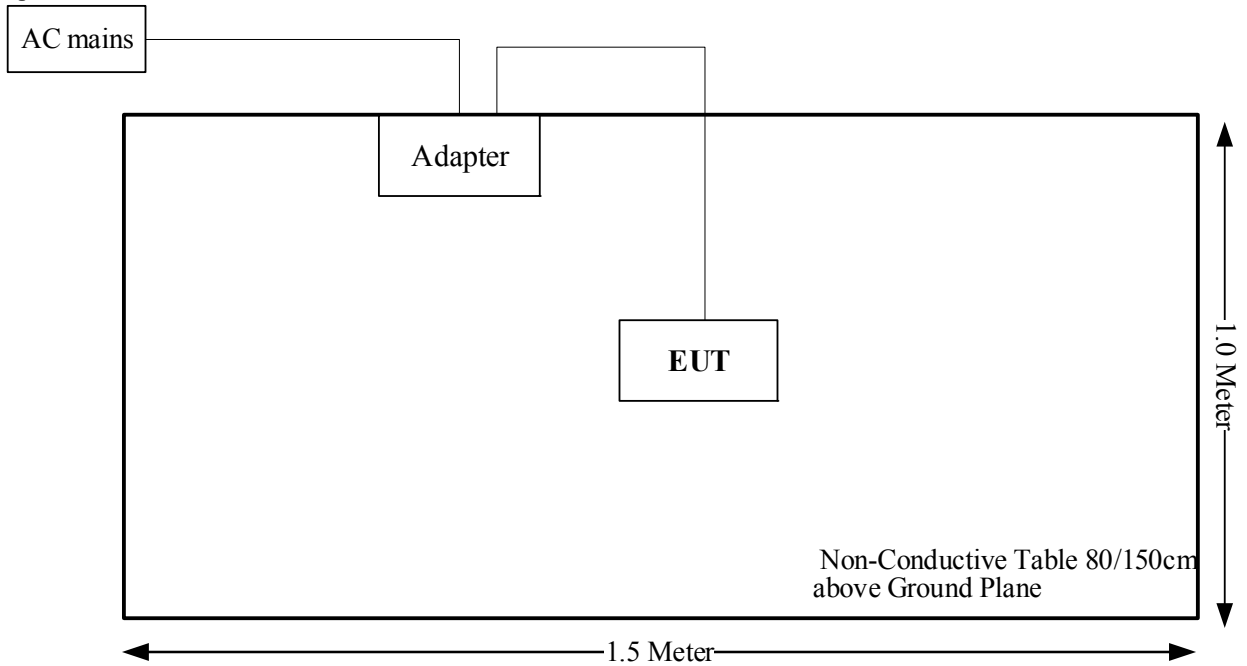 AC mains
Adapter
EUT
1.0 Meter
Non-Conductive Table 80/150cm
above Ground Plane
1.5 Meter